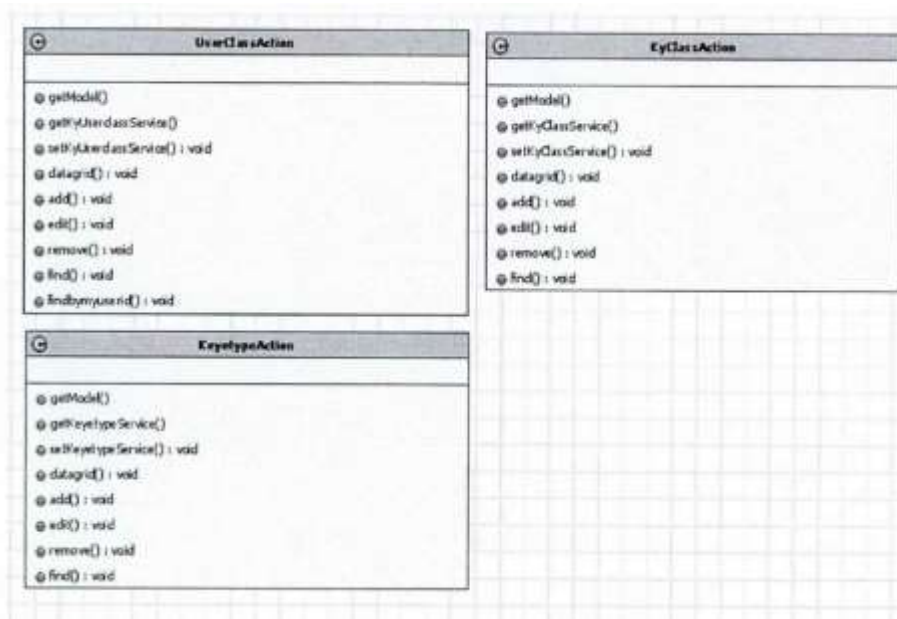 UserClassAction
getModel()
getKyUserclassService()
setKyUserclassService() : void
datagrid() : void
add() : void
edit() : void
remove() : void
find() : void
findbymyuserid() : void
KyClassAction
getModel()
getKyClassService()
setKyClassService() : void
datagrid() : void
add() : void
edit() : void
remove() : void
find() : void
KeyetypeAction
getModel()
getKeyetypeService()
setKeyetypeService() : void
datagrid() : void
add() : void
edit() : void
remove() : void
find() : void